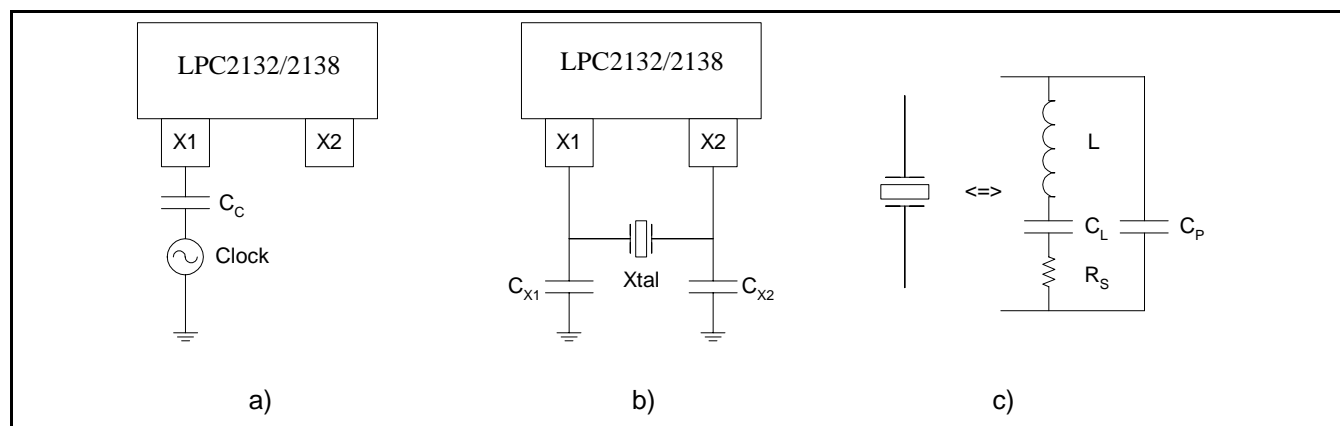 LPC2132/2138
X1
X2
C_C
Clock
a)
LPC2132/2138
X1
X2
Xtal
C_X1
C_X2
b)
<=>
L
C_L
C_P
R_S
c)